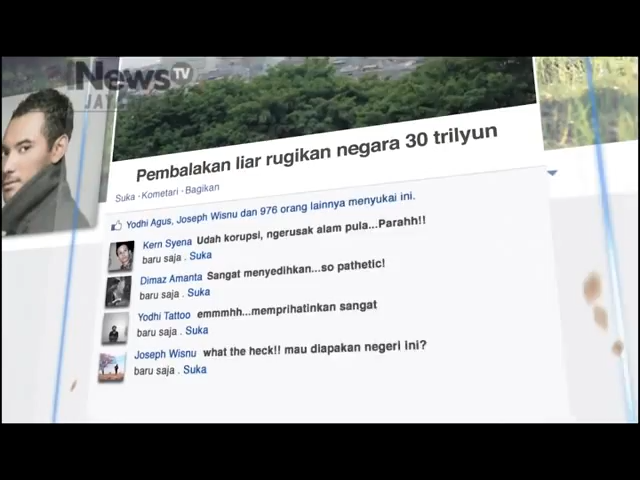 iNews TV
Pembalakan liar rugikan negara 30 trilyun
Suka · Kometari · Bagikan
Yodhi Agus, Joseph Wisnu dan 976 orang lainnya menyukai ini.
Kern Syena Udah korupsi, ngerusak alam pula...Parahh!!
baru saja . Suka
Dimaz Amanta Sangat menyedihkan...so pathetic!
baru saja . Suka
Yodhi Tattoo emmmhh...memprihatinkan sangat
baru saja . Suka
Joseph Wisnu what the heck!! mau diapakan negeri ini?
baru saja . Suka